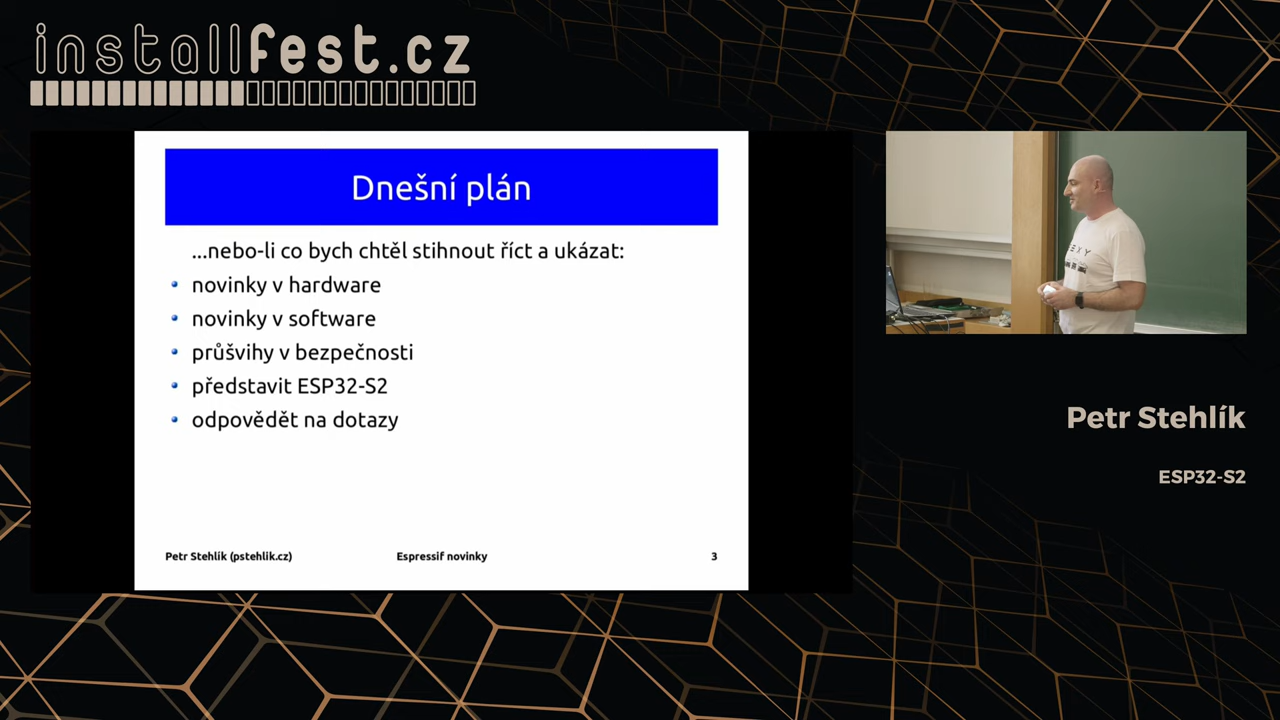 installfest.cz
Dnešní plán
...nebo-li co bych chtěl stihnout říct a ukázat:
novinky v hardware
novinky v software
průšvihy v bezpečnosti
představit ESP32-S2
odpovědět na dotazy
Petr Stehlík (pstehlik.cz)
Espressif novinky
3
Petr Stehlík
ESP32-S2